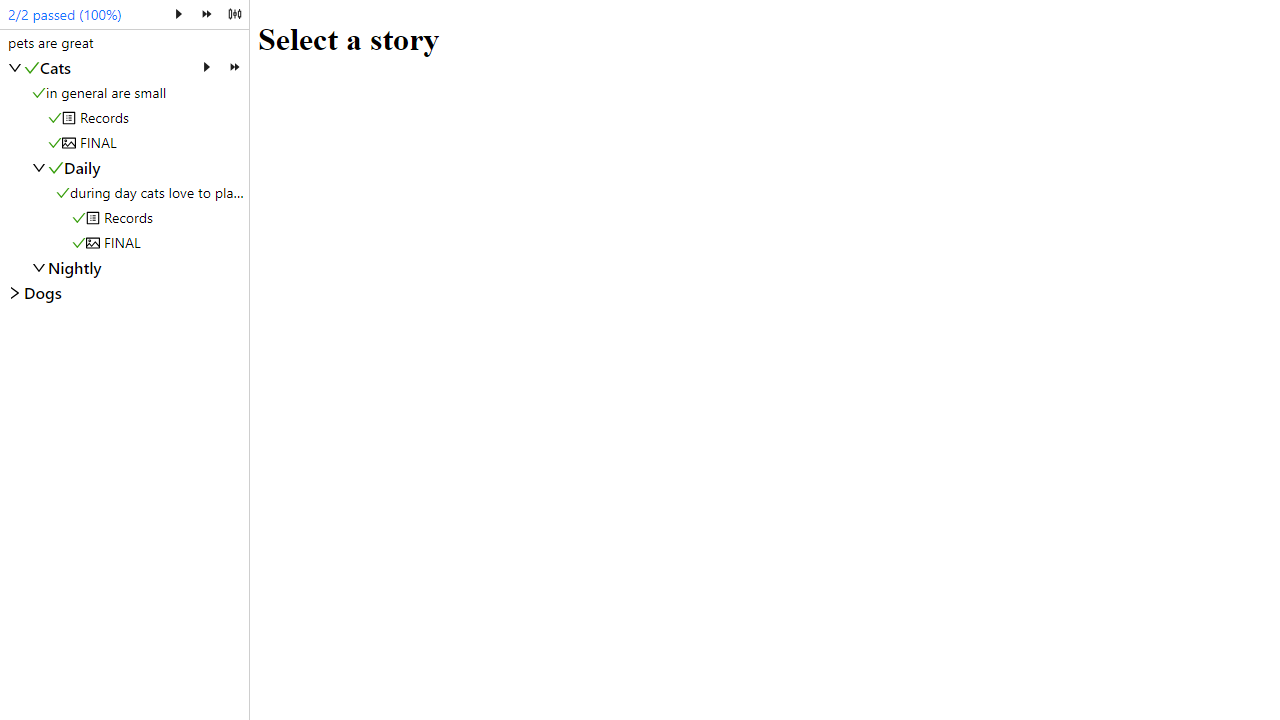 2/2 passed (100%)
Select a story
pets are great
Cats
in general are small
Records
FINAL
Daily
during day cats love to pla...
Records
FINAL
Nightly
Dogs